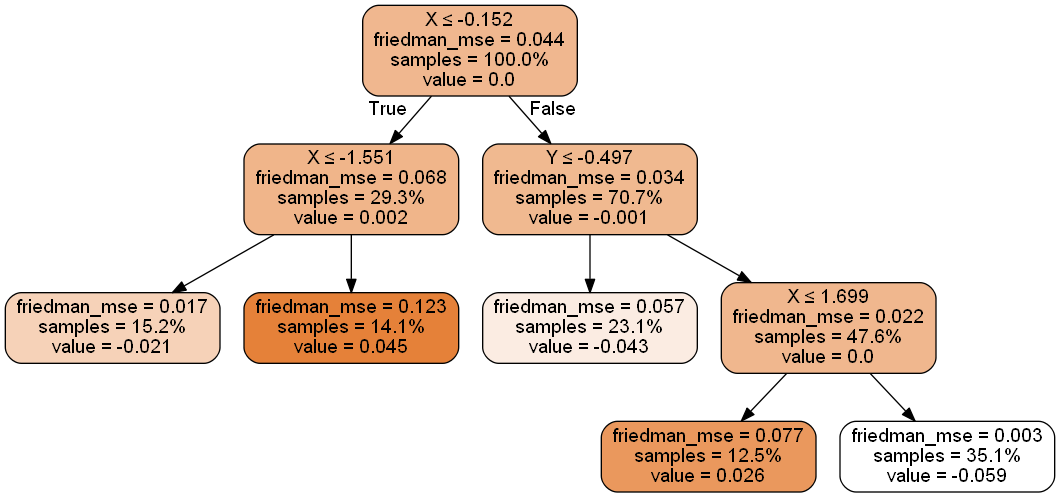 X ≤ -0.152
friedman_mse = 0.044
samples = 100.0%
value = 0.0
True
False
X ≤ -1.551
friedman_mse = 0.068
samples = 29.3%
value = 0.002
Y ≤ -0.497
friedman_mse = 0.034
samples = 70.7%
value = -0.001
friedman_mse = 0.017
samples = 15.2%
value = -0.021
friedman_mse = 0.123
samples = 14.1%
value = 0.045
friedman_mse = 0.057
samples = 23.1%
value = -0.043
X ≤ 1.699
friedman_mse = 0.022
samples = 47.6%
value = 0.0
friedman_mse = 0.077
samples = 12.5%
value = 0.026
friedman_mse = 0.003
samples = 35.1%
value = -0.059